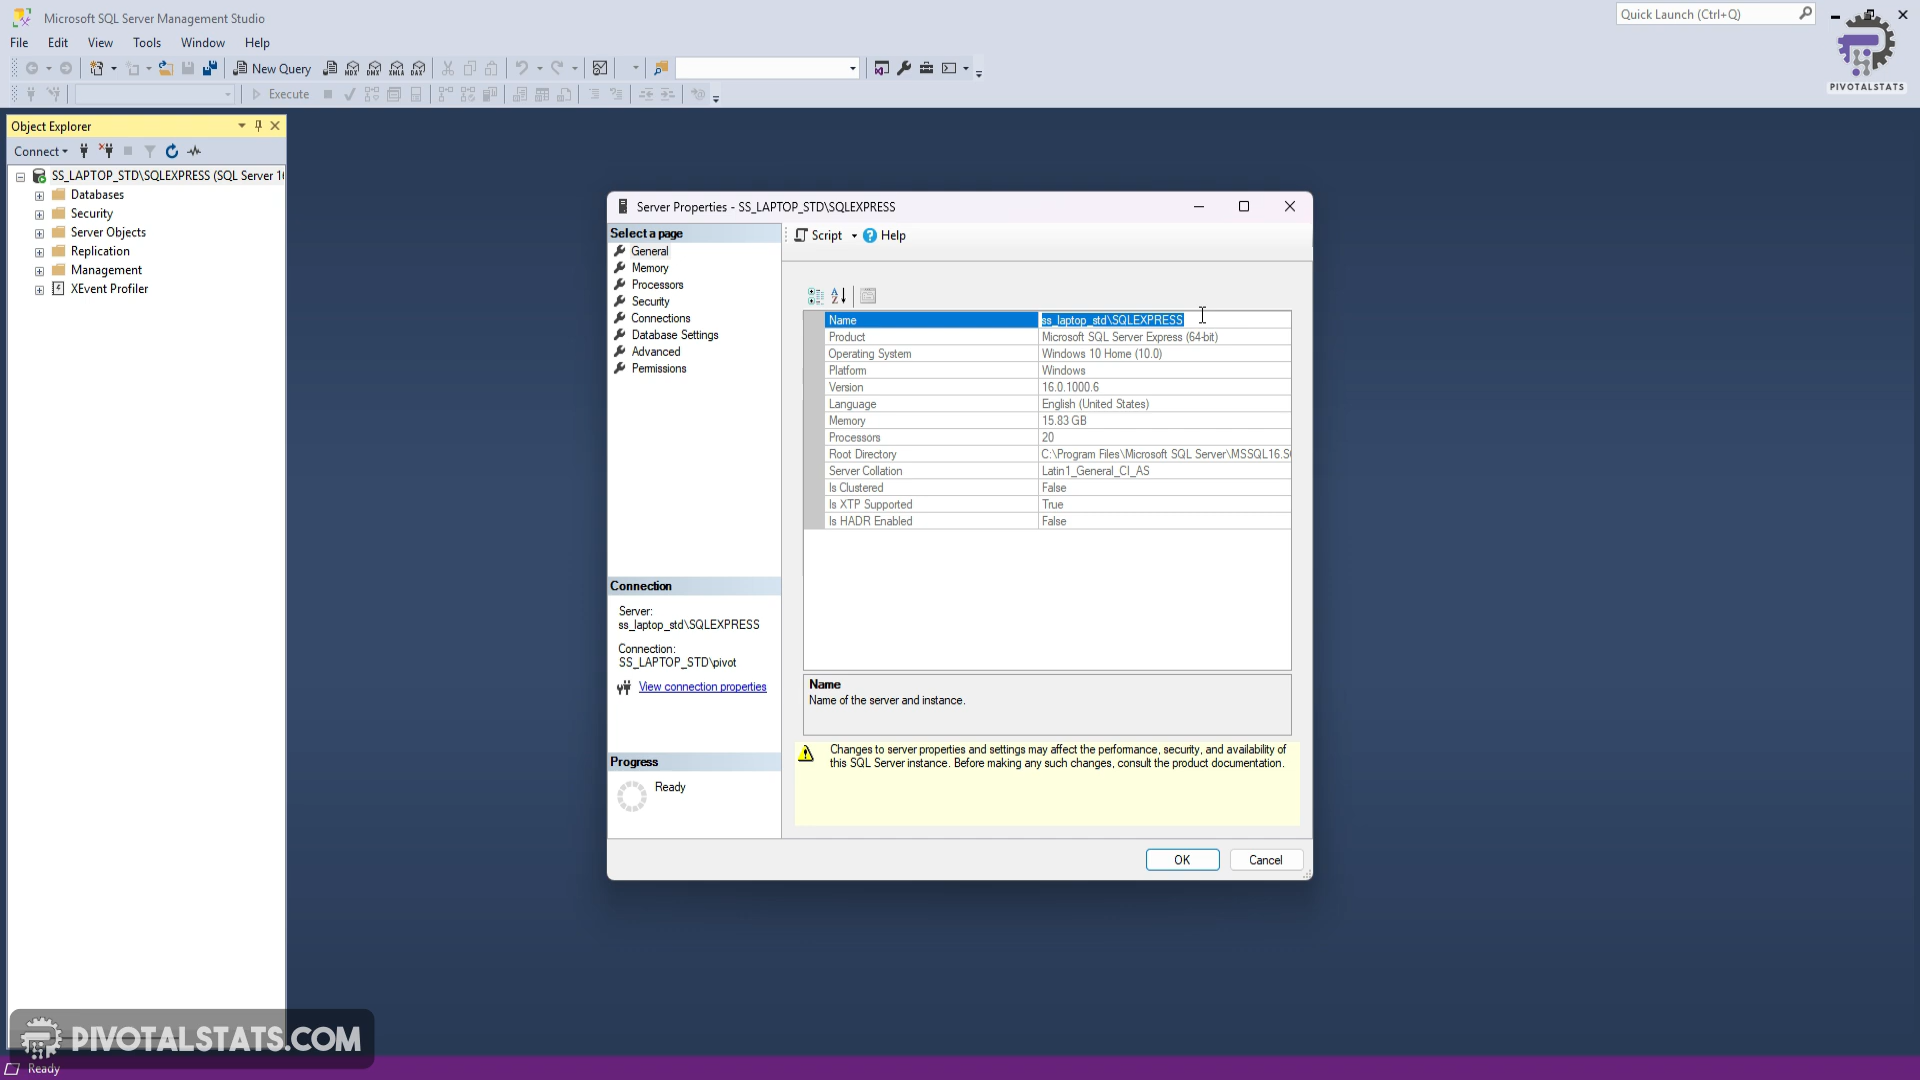 Microsoft SQL Server Management Studio
Quick Launch (Ctrl+Q)
File Edit View Tools Window Help
New Query MDX DMX XMLA DAX
Execute
PIVOTALSTATS
Object Explorer
Connect
SS_LAPTOP_STD\SQLEXPRESS (SQL Server 1
Databases
Security
Server Objects
Replication
Management
XEvent Profiler
Server Properties - SS_LAPTOP_STD\SQLEXPRESS
Select a page
General
Memory
Processors
Security
Connections
Database Settings
Advanced
Permissions
Script Help
Name ss_laptop_std\SQLEXPRESS
Product Microsoft SQL Server Express (64-bit)
Operating System Windows 10 Home (10.0)
Platform Windows
Version 16.0.1000.6
Language English (United States)
Memory 15.83 GB
Processors 20
Root Directory C:\Program Files\Microsoft SQL Server\MSSQL16.S
Server Collation Latin1_General_CI_AS
Is Clustered False
Is XTP Supported True
Is HADR Enabled False
Connection
Server:
ss_laptop_std\SQLEXPRESS
Connection:
SS_LAPTOP_STD\pivot
View connection properties
Name
Name of the server and instance.
Changes to server properties and settings may affect the performance, security, and availability of
this SQL Server instance. Before making any such changes, consult the product documentation.
Progress
Ready
OK Cancel
PIVOTALSTATS.COM
Ready